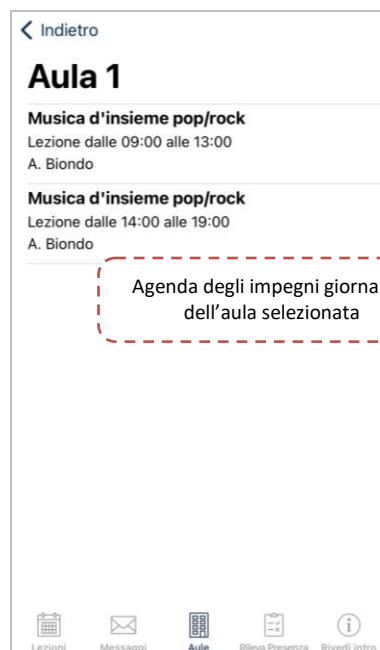 Indietro
Aula 1
Musica d'insieme pop/rock
Lezione dalle 09:00 alle 13:00
A. Biondo
Musica d'insieme pop/rock
Lezione dalle 14:00 alle 19:00
A. Biondo
Agenda degli impegni giorna
dell’aula selezionata
Lezioni Messaggi Aule Rileva Presenza Rivedi intro